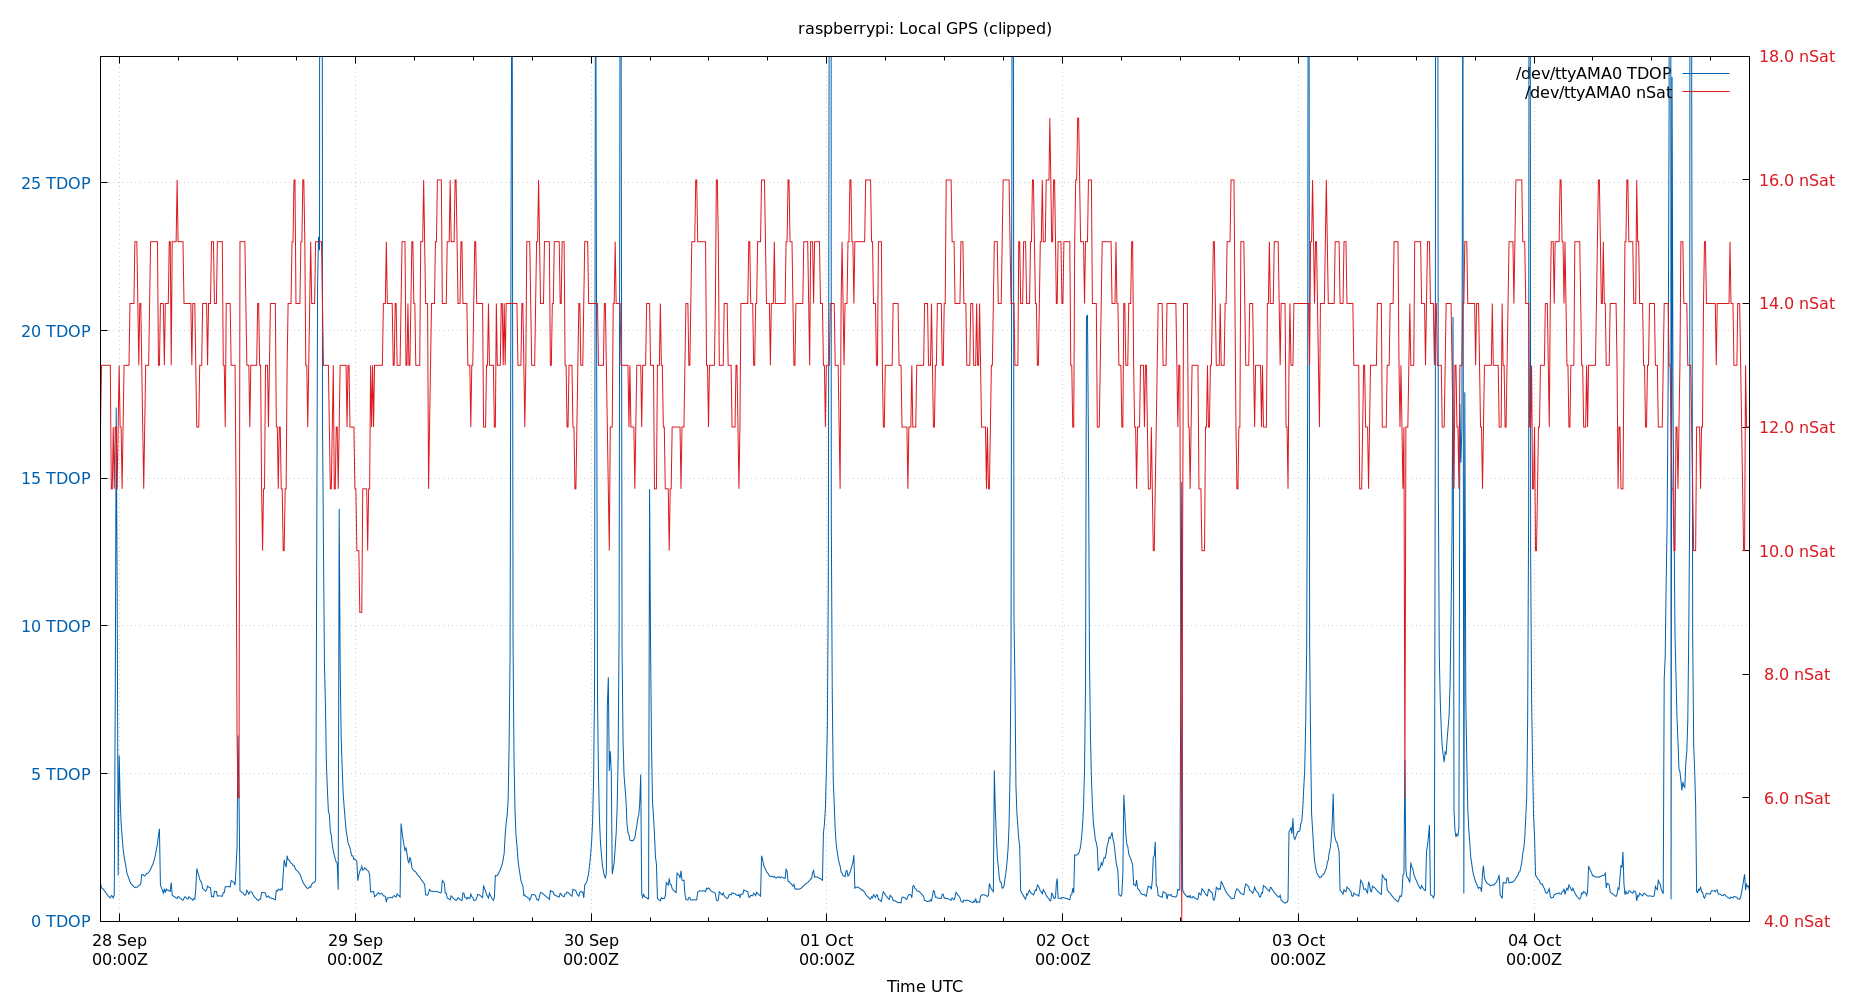 raspberrypi: Local GPS (clipped)
18.0 nSat
/dev/ttyAMA0 TDOP
/dev/ttyAMA0 nSat
25 TDOP
16.0 nSat
14.0 nSat
20 TDOP
12.0 nSat
15 TDOP
10.0 nSat
10 TDOP
8.0 nSat
5 TDOP
6.0 nSat
0 TDOP
4.0 nSat
28 Sep 29 Sep 30 Sep 01 Oct 02 Oct 03 Oct 04 Oct
00:00Z 00:00Z 00:00Z 00:00Z 00:00Z 00:00Z 00:00Z
Time UTC